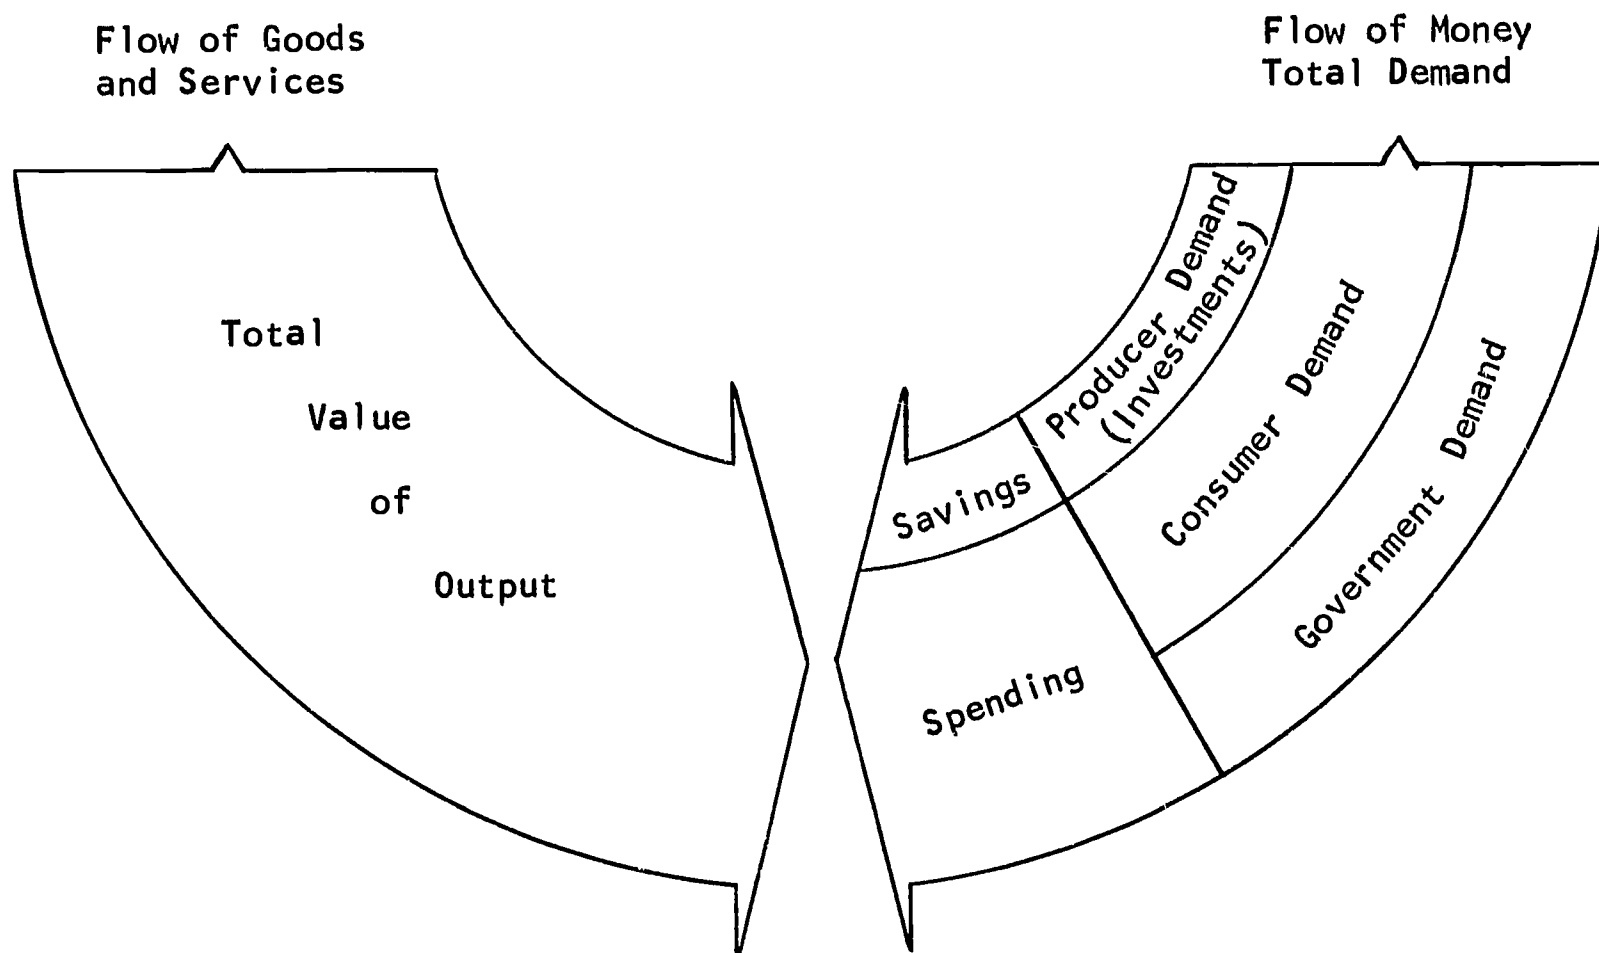 Flow of Goods
and Services
Flow of Money
Total Demand
Total
Value
of
Output
Savings
Spending
Producer Demand
(Investments)
Consumer Demand
Government Demand